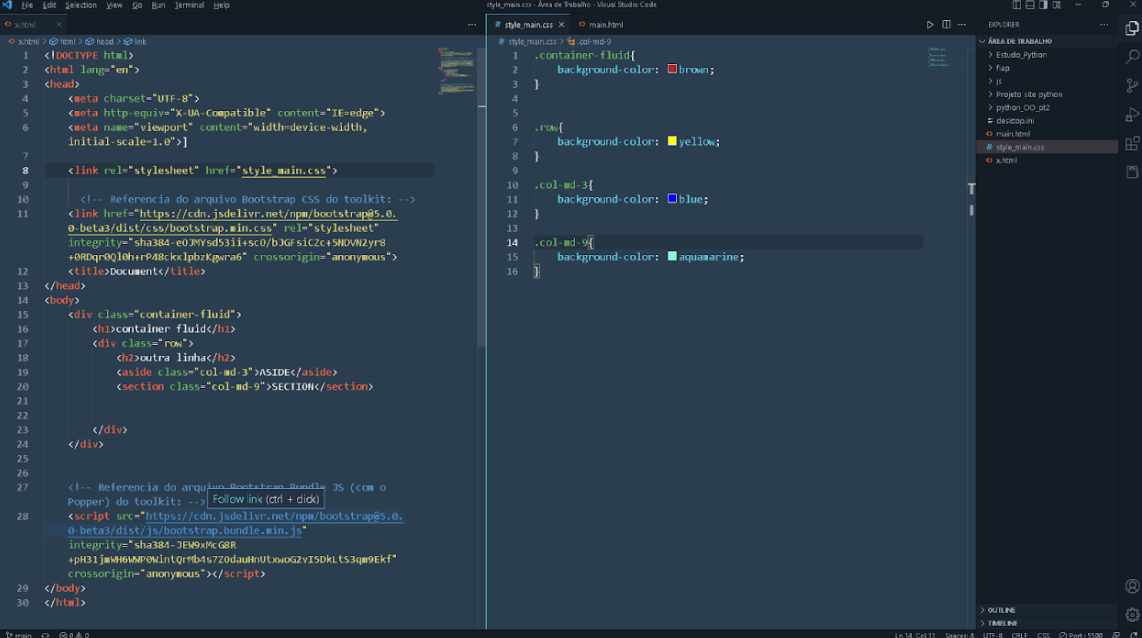 File Edit Selection View Go Run Terminal Help
style_main.css - Área de Trabalho - Visual Studio Code
x.html
x.html > html > head > link
1 <!DOCTYPE html>
2 <html lang="en">
3 <head>
4 <meta charset="UTF-8">
5 <meta http-equiv="X-UA-Compatible" content="IE=edge">
6 <meta name="viewport" content="width=device-width,
initial-scale=1.0">]
7
8 <link rel="stylesheet" href="style_main.css">
9
10 <!-- Referencia do arquivo Bootstrap CSS do toolkit: -->
11 <link href="https://cdn.jsdelivr.net/npm/bootstrap@5.0.
0-beta3/dist/css/bootstrap.min.css" rel="stylesheet"
integrity="sha384-eOJMYsd53ii+scO/bJGFsiCZc+5NDVN2yr8
+0RDqr0Ql0h+rP48ckxlpbzKgwra6" crossorigin="anonymous">
12 <title>Document</title>
13 </head>
14 <body>
15 <div class="container-fluid">
16 <h1>container fluid</h1>
17 <div class="row">
18 <h2>outra linha</h2>
19 <aside class="col-md-3">ASIDE</aside>
20 <section class="col-md-9">SECTION</section>
21
22
23 </div>
24 </div>
25
26
27 <!-- Referencia do arquivo Bootstrap Bundle JS (com o
Popper) do toolkit: -->
Follow link (ctrl + click)
28 <script src="https://cdn.jsdelivr.net/npm/bootstrap@5.0.
0-beta3/dist/js/bootstrap.bundle.min.js"
integrity="sha384-JEW9xMcG8R
+pH31jmWH6WWP0WintQrMb4s7ZOdauHnUtxwoG2vI5DkLtS3qm9Ekf"
crossorigin="anonymous"></script>
29 </body>
30 </html>
style_main.css
main.html
style_main.css > .col-md-9
1 .container-fluid{
2 background-color: brown;
3 }
4
5
6 .row{
7 background-color: yellow;
8 }
9
10 .col-md-3{
11 background-color: blue;
12 }
13
14 .col-md-9{
15 background-color: aquamarine;
16 }
EXPLORER
ÁREA DE TRABALHO
Estudo_Python
fiap
js
Projeto site python
python_OO_pt2
desktop.ini
main.html
style_main.css
x.html
OUTLINE
TIMELINE
main
0 0
Ln 14, Col 11 Spaces: 4 UTF-8 CRLF CSS Port : 5500